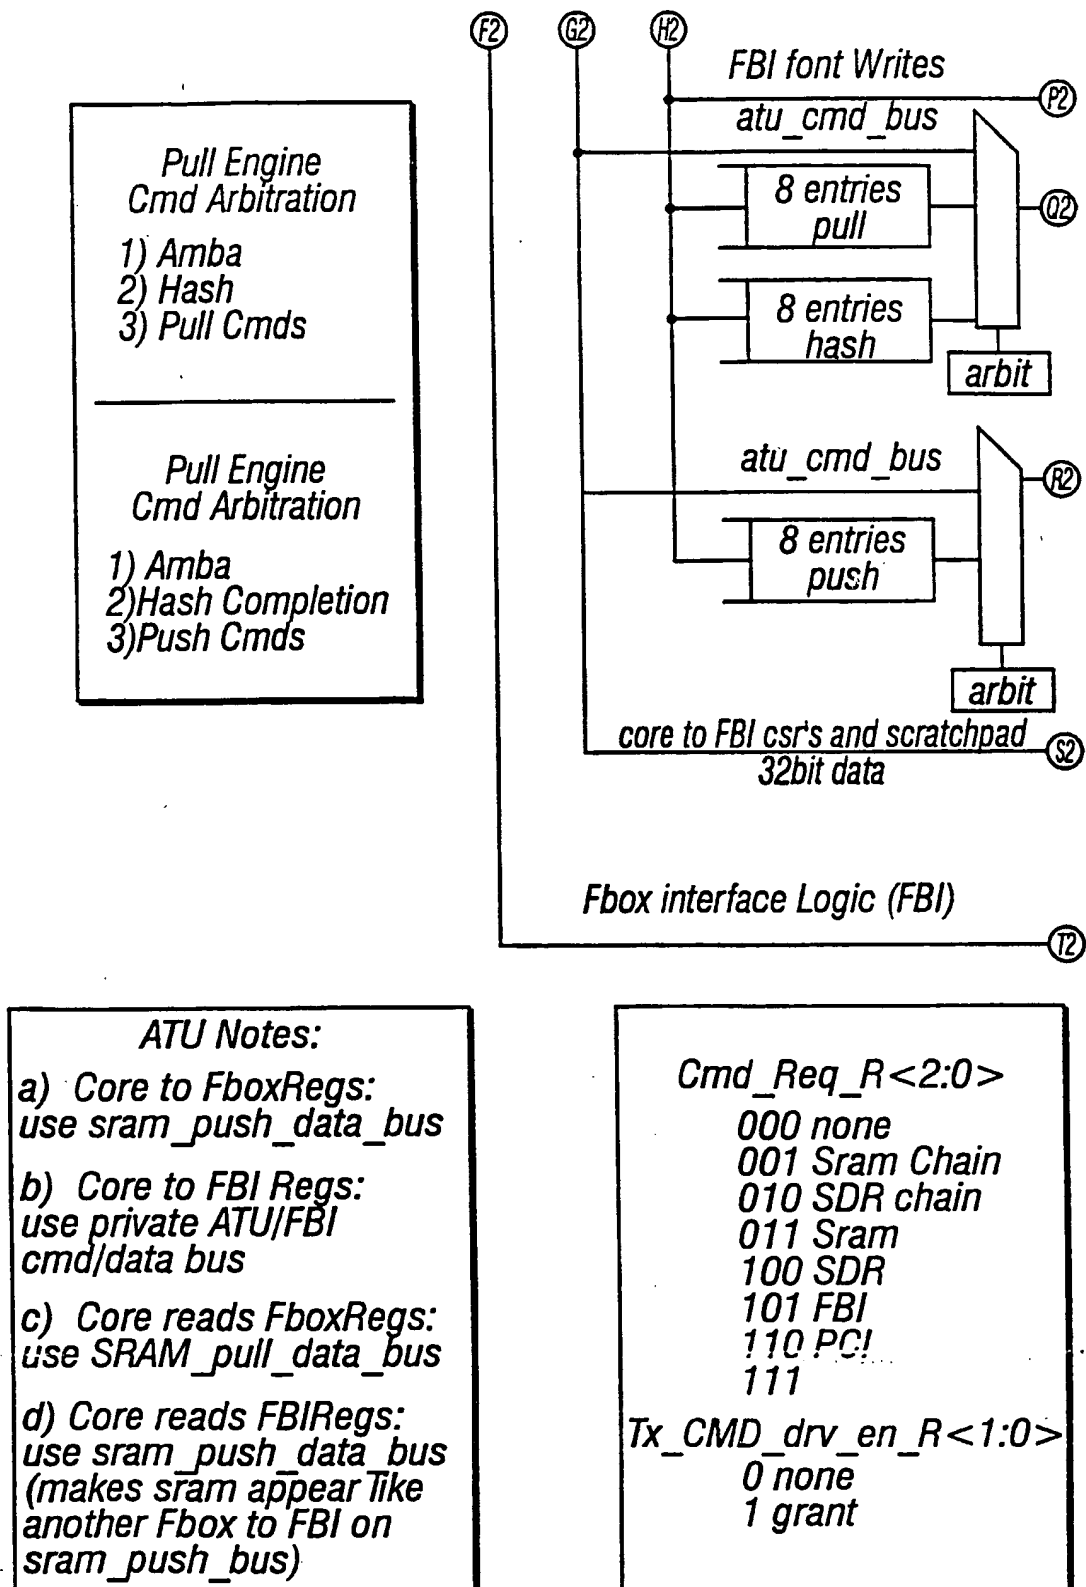 F2
G2
H2
FBI font Writes
P2
atu_cmd_bus
8 entries
pull
Q2
8 entries
hash
arbit
Pull Engine
Cmd Arbitration
1) Amba
2) Hash
3) Pull Cmds
Pull Engine
Cmd Arbitration
1) Amba
2)Hash Completion
3)Push Cmds
atu_cmd_bus
R2
8 entries
push
arbit
core to FBI csr's and scratchpad
32bit data
S2
Fbox interface Logic (FBI)
T2
ATU Notes:
a) Core to FboxRegs:
use sram_push_data_bus
b) Core to FBI Regs:
use private ATU/FBI
cmd/data bus
c) Core reads FboxRegs:
use SRAM_pull_data_bus
d) Core reads FBIRegs:
use sram_push_data_bus
(makes sram appear like
another Fbox to FBI on
sram_push_bus)
Cmd_Req_R<2:0>
000 none
001 Sram Chain
010 SDR chain
011 Sram
100 SDR
101 FBI
110 PCI
111
Tx_CMD_drv_en_R<1:0>
0 none
1 grant